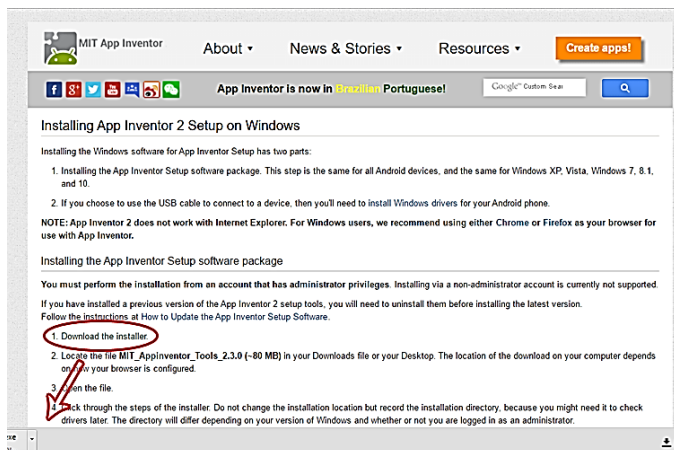 MIT App Inventor
About
News & Stories
Resources
Create apps!
App Inventor is now in Brazilian Portuguese!
Google™ Custom Sear
Installing App Inventor 2 Setup on Windows
Installing the Windows software for App Inventor Setup has two parts:
1. Installing the App Inventor Setup software package. This step is the same for all Android devices, and the same for Windows XP, Vista, Windows 7, 8.1,
and 10.
2. If you choose to use the USB cable to connect to a device, then you'll need to install Windows drivers for your Android phone.
NOTE: App Inventor 2 does not work with Internet Explorer. For Windows users, we recommend using either Chrome or Firefox as your browser for
use with App Inventor.
Installing the App Inventor Setup software package
You must perform the installation from an account that has administrator privileges. Installing via a non-administrator account is currently not supported.
If you have installed a previous version of the App Inventor 2 setup tools, you will need to uninstall them before installing the latest version.
Follow the instructions at How to Update the App Inventor Setup Software.
1. Download the installer.
2. Locate the file MIT_Appinventor_Tools_2.3.0 (~80 MB) in your Downloads file or your Desktop. The location of the download on your computer depends
on how your browser is configured.
3. Open the file.
4. Click through the steps of the installer. Do not change the installation location but record the installation directory, because you might need it to check
drivers later. The directory will differ depending on your version of Windows and whether or not you are logged in as an administrator.